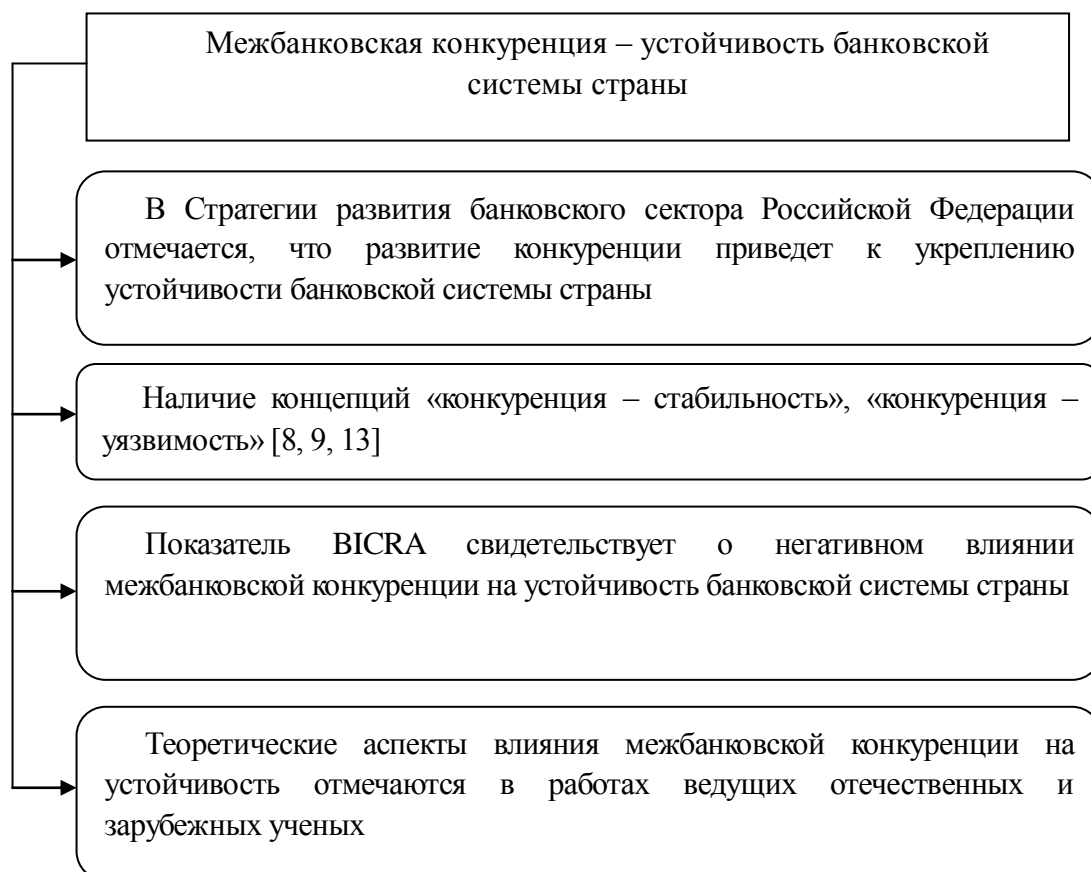 Межбанковская конкуренция – устойчивость банковской
системы страны
В Стратегии развития банковского сектора Российской Федерации
отмечается, что развитие конкуренции приведет к укреплению
устойчивости банковской системы страны
Наличие концепций «конкуренция – стабильность», «конкуренция –
уязвимость» [8, 9, 13]
Показатель BICRA свидетельствует о негативном влиянии
межбанковской конкуренции на устойчивость банковской системы страны
Теоретические аспекты влияния межбанковской конкуренции на
устойчивость отмечаются в работах ведущих отечественных и
зарубежных ученых